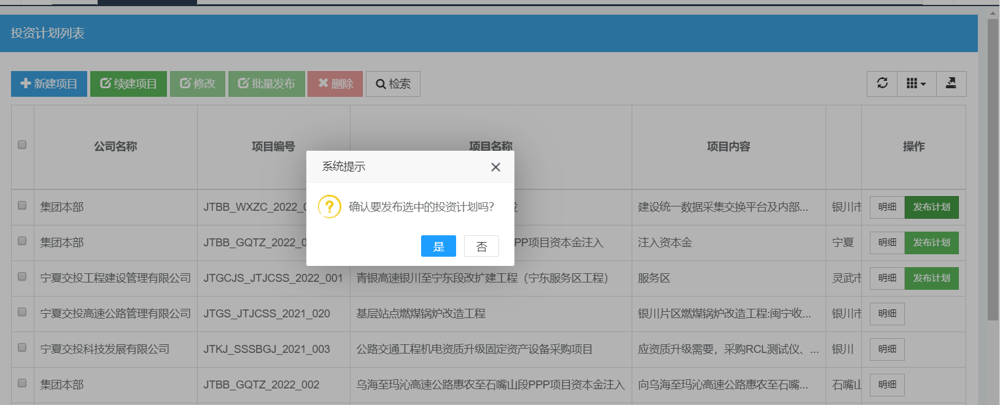 投资计划列表
新建项目 续建项目 修改 批量发布 删除 检索
公司名称 项目编号 项目名称 项目内容 操作
系统提示
确认要发布选中的投资计划吗?
是 否
集团本部 JTBB_WXZC_2022_0 建设统一数据采集交换平台及内部... 银川市 明细 发布计划
集团本部 JTBB_GQTZ_2022_0 PP项目资本金注入 注入资本金 宁夏 明细 发布计划
宁夏交投工程建设管理有限公司 JTGCJS_JTJCSS_2022_001 青银高速银川至宁东段改扩建工程（宁东服务区工程） 服务区 灵武市 明细 发布计划
宁夏交投高速公路管理有限公司 JTGS_JTJCSS_2021_020 基层站点燃煤锅炉改造工程 银川片区燃煤锅炉改造工程:闽宁收... 银川市 明细
宁夏交投科技发展有限公司 JTKJ_SSSBGJ_2021_003 公路交通工程机电资质升级固定资产设备采购项目 应资质升级需要，采购RCL测试仪、... 银川 明细
集团本部 JTBB_GQTZ_2022_002 乌海至玛沁高速公路惠农至石嘴山段PPP项目资本金注入 向乌海至玛沁高速公路惠农至石嘴... 石嘴山 明细